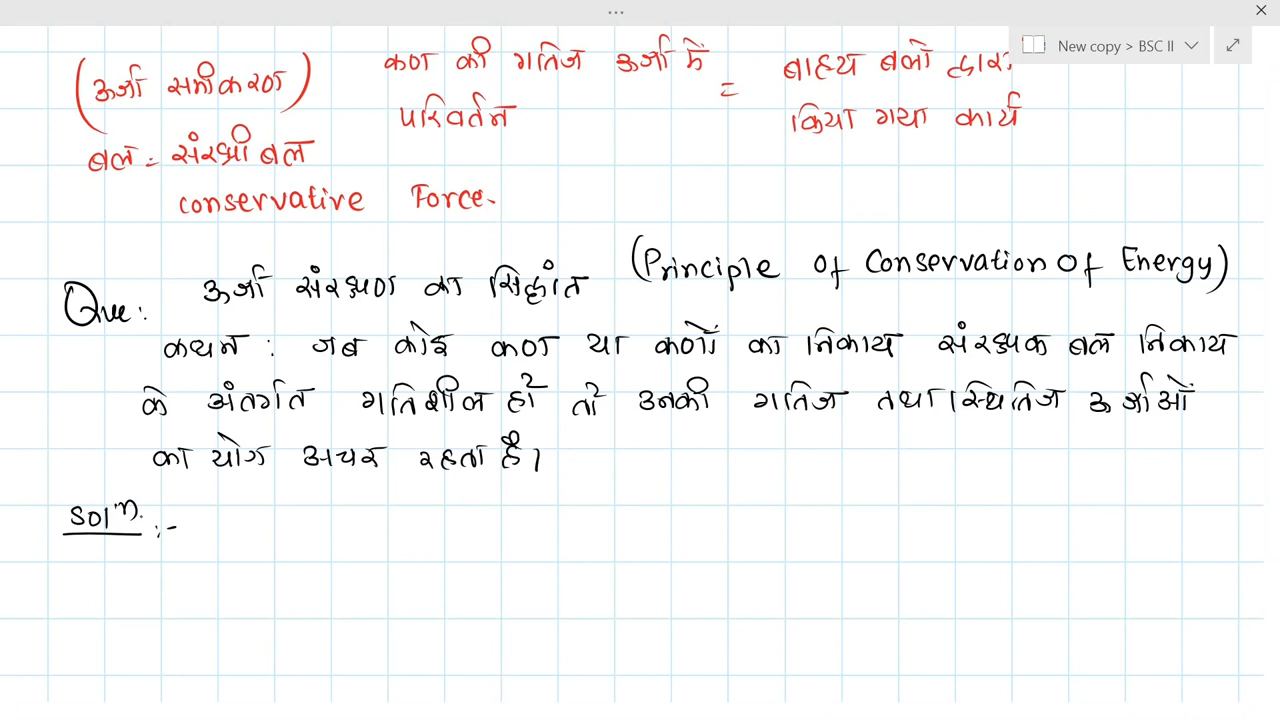 New copy > BSC II
(ऊर्जा समीकरण) कण की गतिज ऊर्जा में परिवर्तन = बाह्य बलों द्वारा किया गया कार्य
बल = संरक्षी बल
conservative Force.
Que: ऊर्जा संरक्षण का सिद्धांत (Principle of Conservation Of Energy)
कथन : जब कोई कण या कणों का निकाय संरक्षक बल निकाय
के अंतर्गत गतिशील हो तो उनकी गतिज तथा स्थितिज ऊर्जाओं
का योग अचर रहता है।
Solⁿ. :-